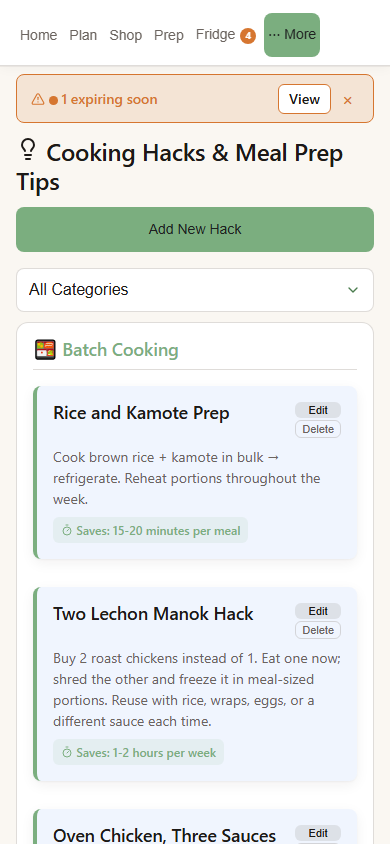 Home Plan Shop Prep Fridge 4 ... More
1 expiring soon View ×
Cooking Hacks & Meal Prep
Tips
Add New Hack
All Categories
Batch Cooking
Rice and Kamote Prep Edit
Delete
Cook brown rice + kamote in bulk →
refrigerate. Reheat portions throughout the
week.
Saves: 15-20 minutes per meal
Two Lechon Manok Hack Edit
Delete
Buy 2 roast chickens instead of 1. Eat one now;
shred the other and freeze it in meal-sized
portions. Reuse with rice, wraps, eggs, or a
different sauce each time.
Saves: 1-2 hours per week
Oven Chicken, Three Sauces Edit